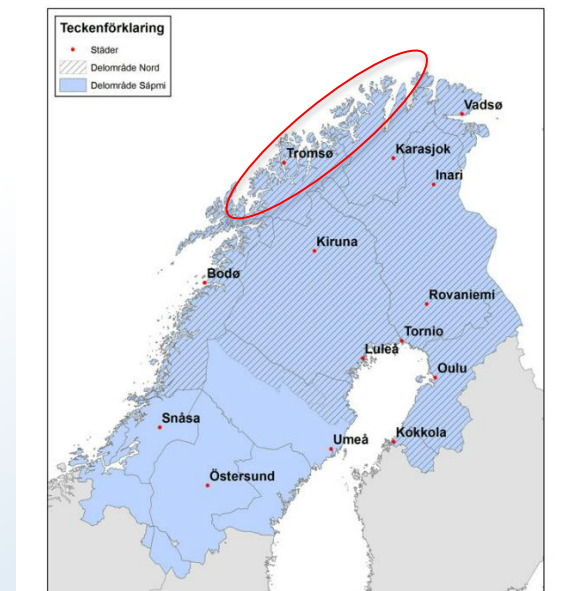 Teckenförklaring
Städer
Delområde Nord
Delområde Sápmi
Vadsø
Tromsø
Karasjok
Inari
Kiruna
Bodø
Rovaniemi
Tornio
Luleå
Oulu
Snåsa
Umeå
Kokkola
Östersund